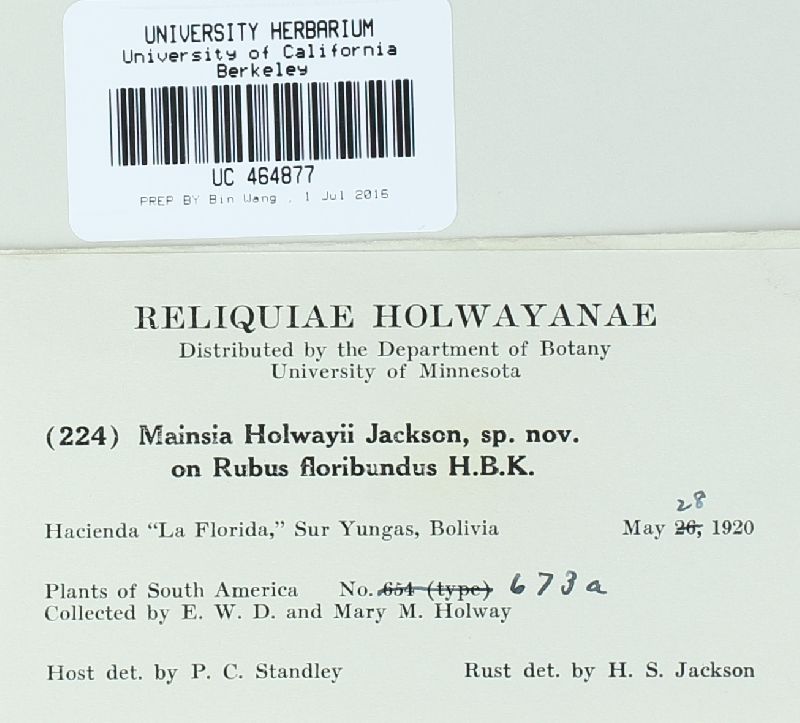 UNIVERSITY HERBARIUM
University of California
Berkeley
UC 464877
PREP BY Bin Wang , 1 Jul 2016
RELIQUIAE HOLWAYANAE
Distributed by the Department of Botany
University of Minnesota
(224) Mainsia Holwayii Jackson, sp. nov.
on Rubus floribundus H.B.K.
28
Hacienda “La Florida,” Sur Yungas, Bolivia May 26, 1920
Plants of South America No. 654 (type) 673a
Collected by E. W. D. and Mary M. Holway
Host det. by P. C. Standley Rust det. by H. S. Jackson